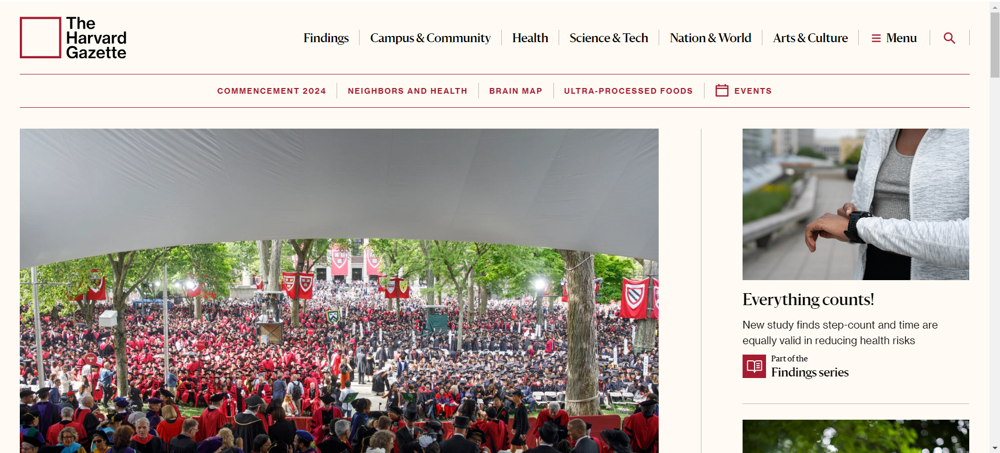 The
Harvard
Gazette
Findings
Campus & Community
Health
Science & Tech
Nation & World
Arts & Culture
Menu
COMMENCEMENT 2024
NEIGHBORS AND HEALTH
BRAIN MAP
ULTRA-PROCESSED FOODS
EVENTS
Everything counts!
New study finds step-count and time are
equally valid in reducing health risks
Part of the
Findings series